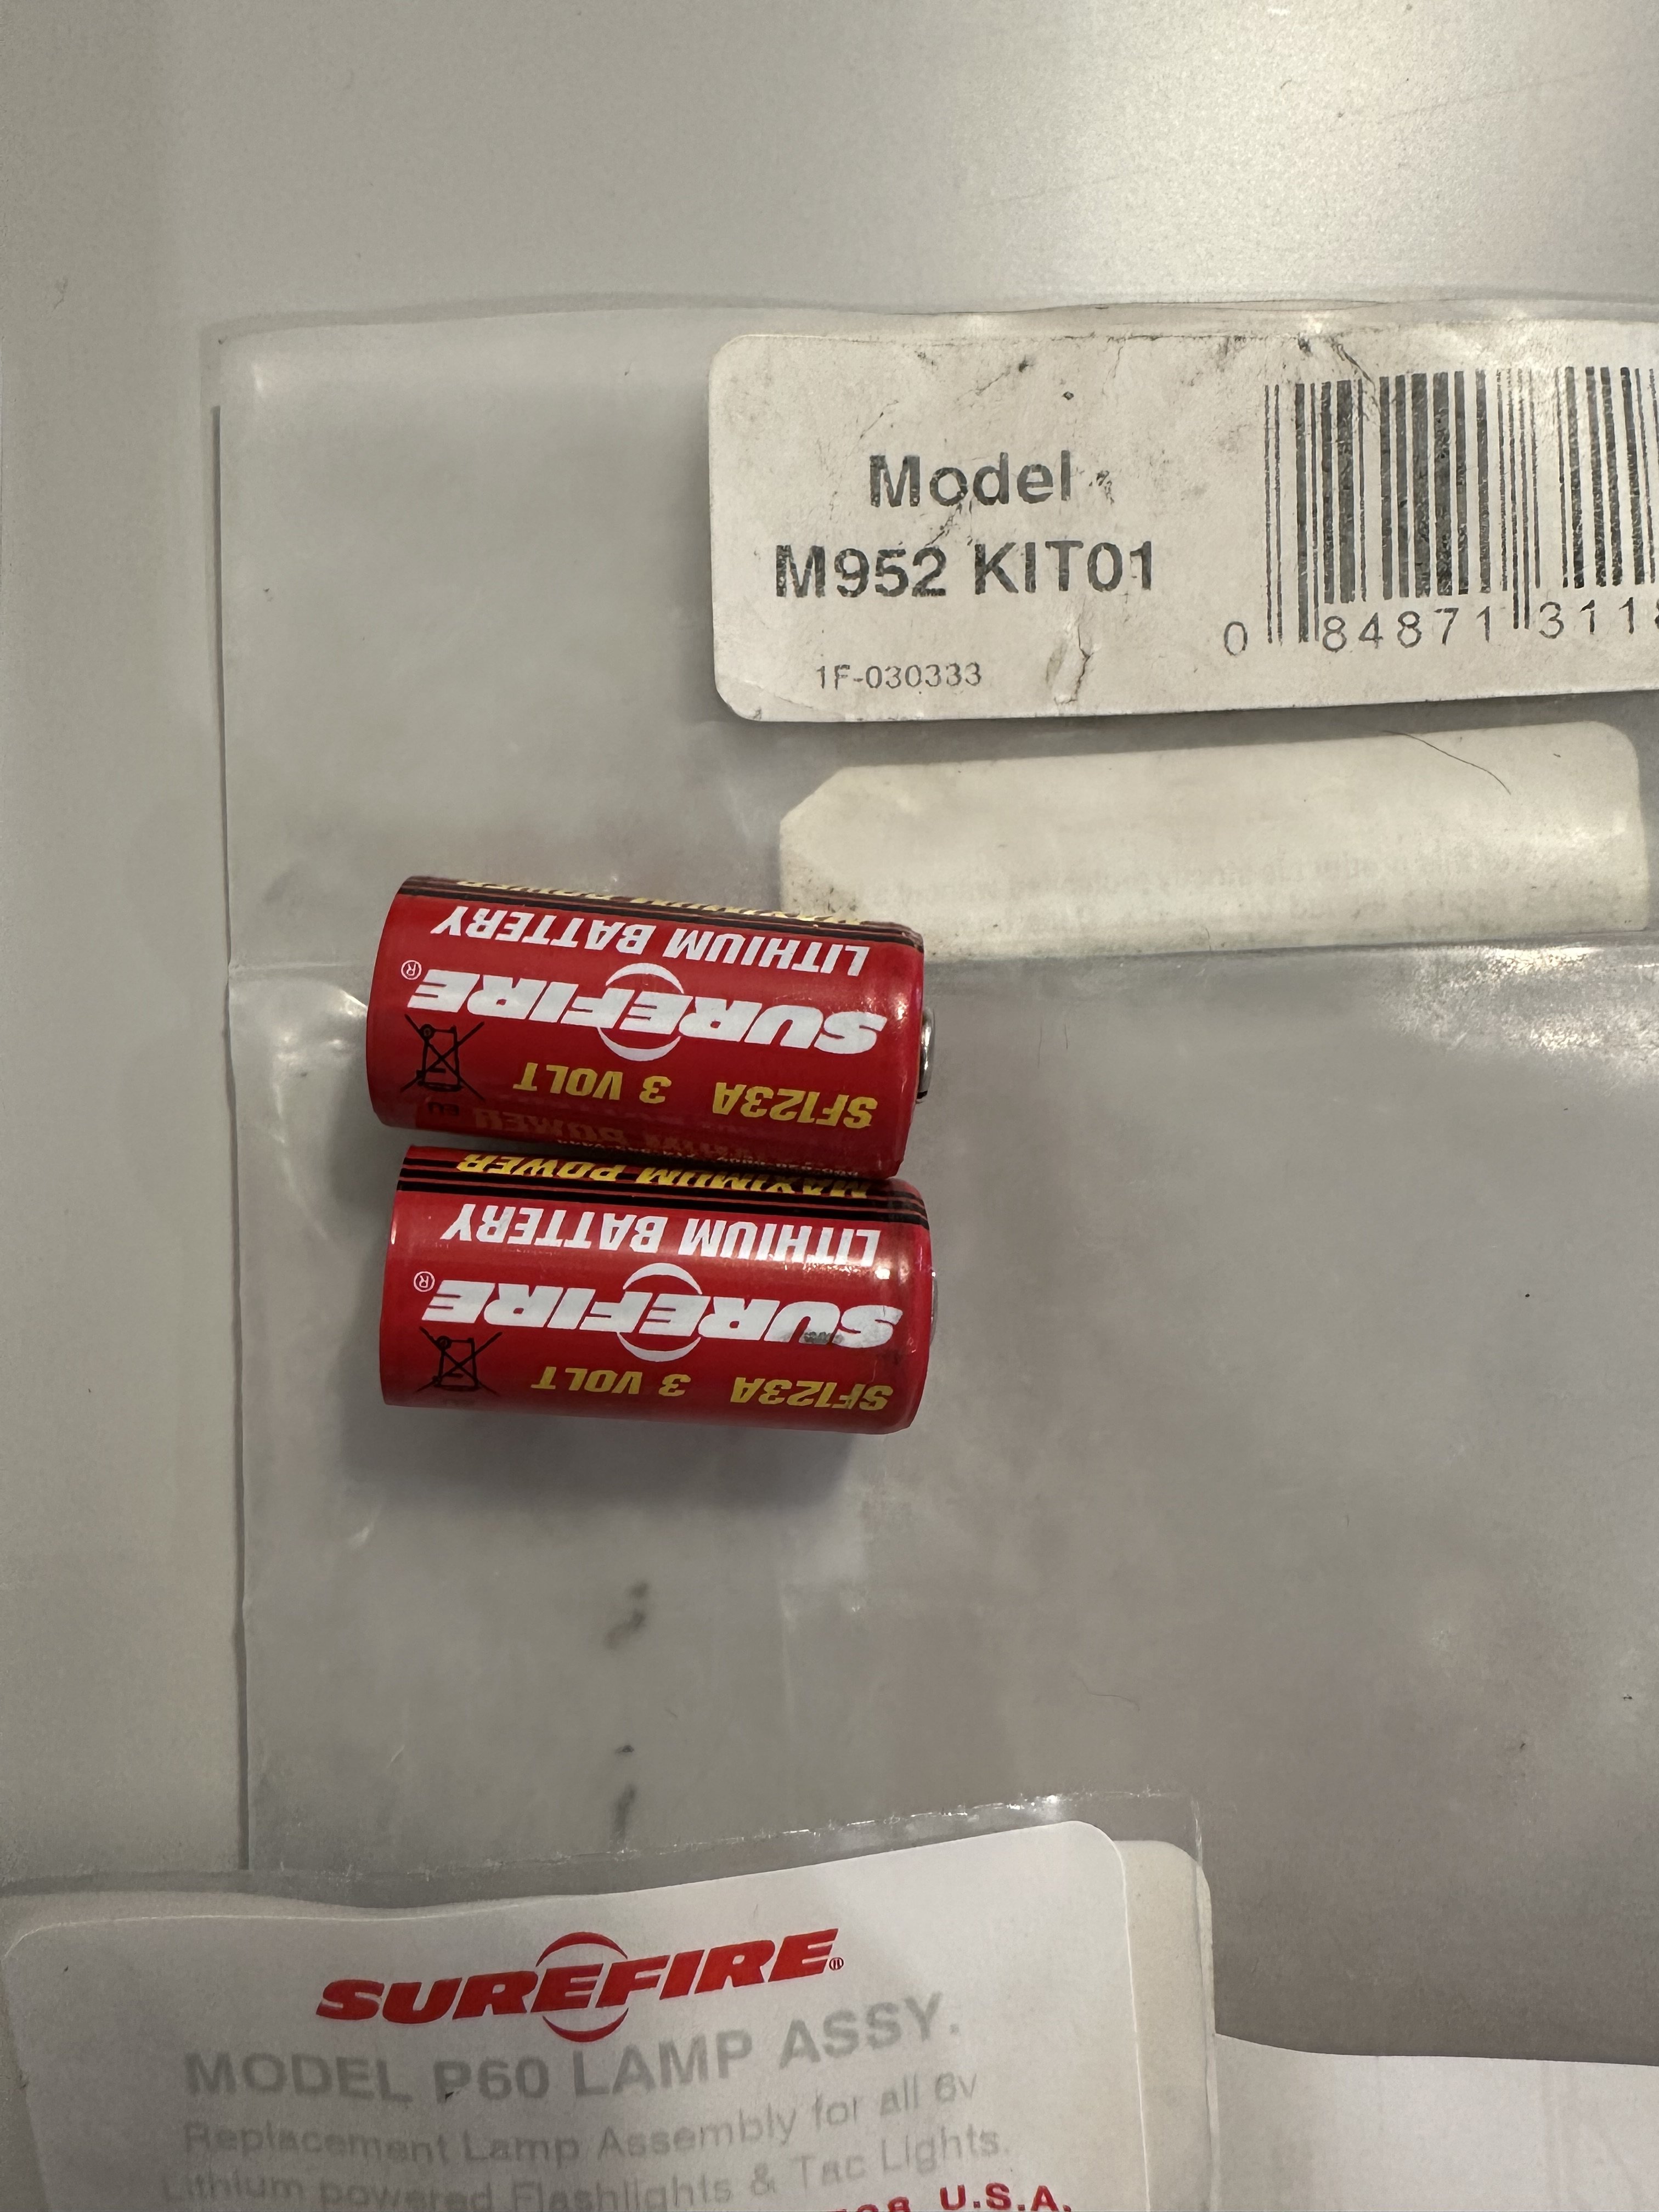 Model
M952 KIT01
1F-030333
0 84871 311
MAXIMUM POWER
LITHIUM BATTERY
SUREFIRE®
SF123A 3 VOLT
MAXIMUM POWER
LITHIUM BATTERY
SUREFIRE®
SF123A 3 VOLT
SUREFIRE®
MODEL P60 LAMP ASSY.
Replacement Lamp Assembly for all 6v
Lithium powered Flashlights & Tac Lights.
U.S.A.